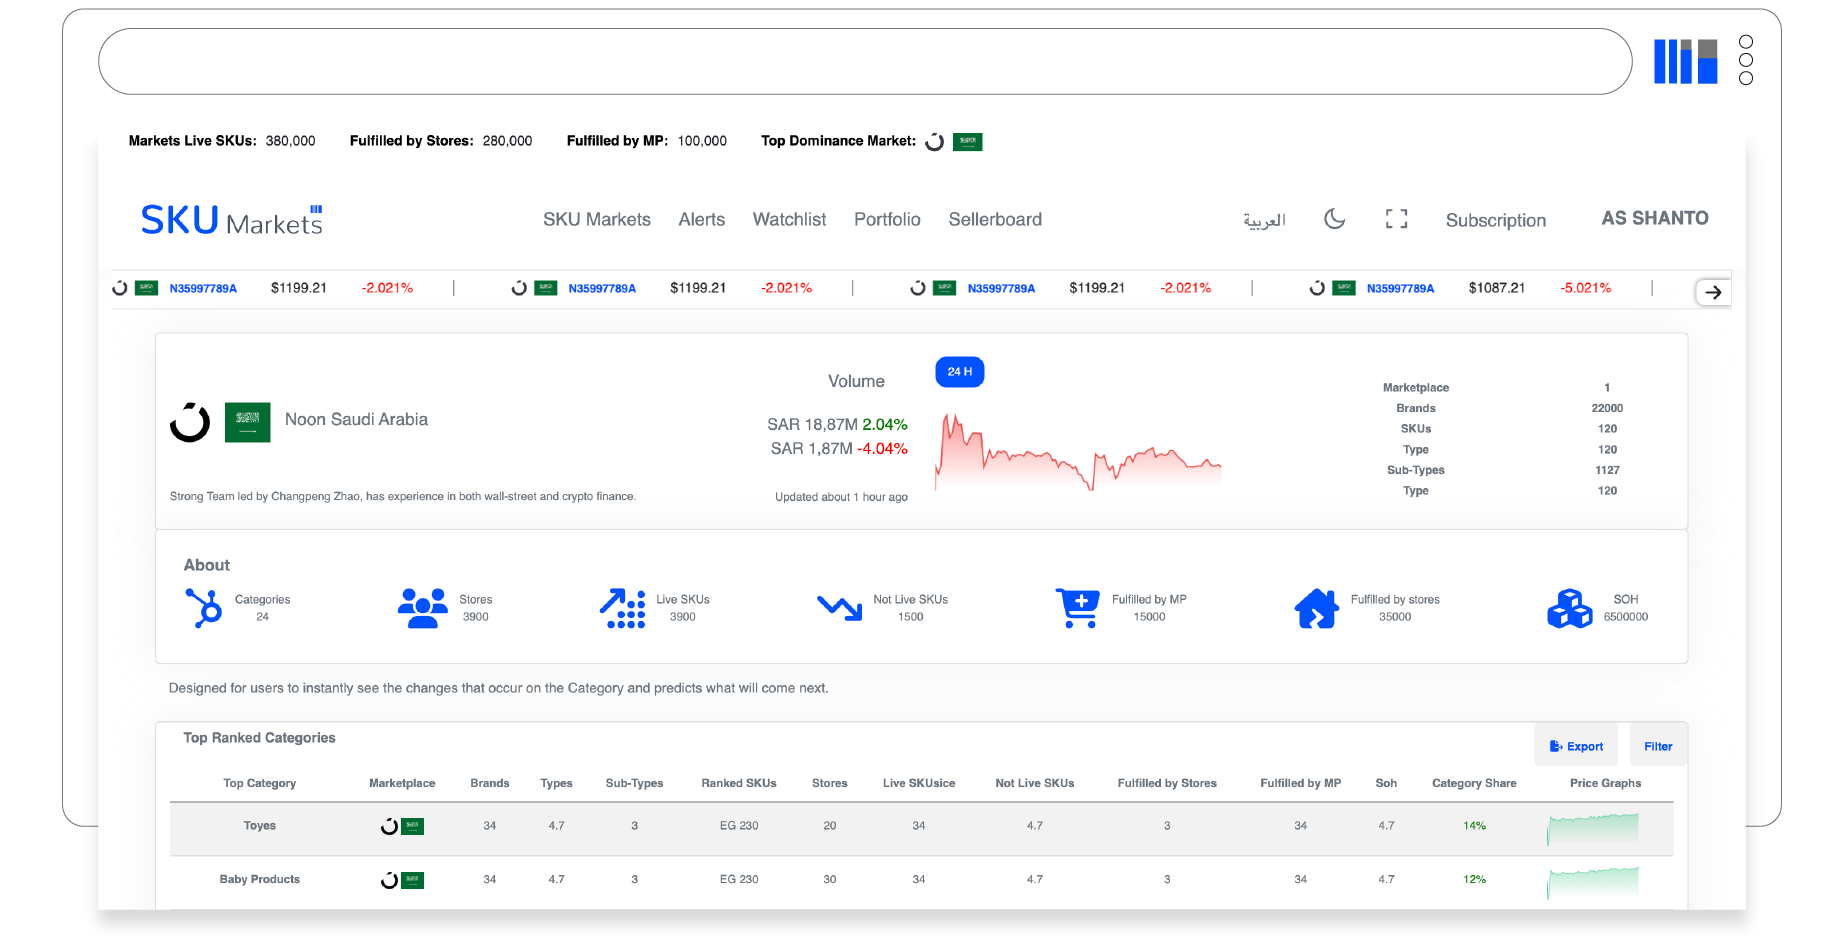 Markets Live SKUs: 380,000 Fulfilled by Stores: 280,000 Fulfilled by MP: 100,000 Top Dominance Market:
SKU Markets SKU Markets Alerts Watchlist Portfolio Sellerboard العربية Subscription AS SHANTO
N35997789A $1199.21 -2.021% | N35997789A $1199.21 -2.021% | N35997789A $1199.21 -2.021% | N35997789A $1087.21 -5.021% |
24 H
Volume
Marketplace 1
Brands 22000
Noon Saudi Arabia
SAR 18,87M 2.04%
SKUs 120
SAR 1,87M -4.04%
Type 120
Sub-Types 1127
Type 120
Strong Team led by Changpeng Zhao, has experience in both wall-street and crypto finance.
Updated about 1 hour ago
About
Categories Stores Live SKUs Not Live SKUs Fulfilled by MP Fulfilled by stores SOH
24 3900 3900 1500 15000 35000 6500000
Designed for users to instantly see the changes that occur on the Category and predicts what will come next.
Top Ranked Categories
Export Filter
Top Category Marketplace Brands Types Sub-Types Ranked SKUs Stores Live SKUsice Not Live SKUs Fulfilled by Stores Fulfilled by MP Soh Category Share Price Graphs
Toyes 34 4.7 3 EG 230 20 34 4.7 3 34 4.7 14%
Baby Products 34 4.7 3 EG 230 30 34 4.7 3 34 4.7 12%